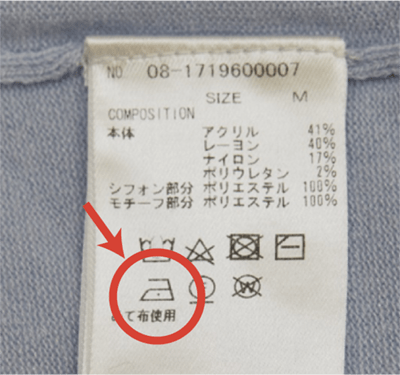 NO. 08-1719600007
SIZE M
COMPOSITION
本体 アクリル 41%
レーヨン 40%
ナイロン 17%
ポリウレタン 2%
シフォン部分 ポリエステル 100%
モチーフ部分 ポリエステル 100%
て布使用